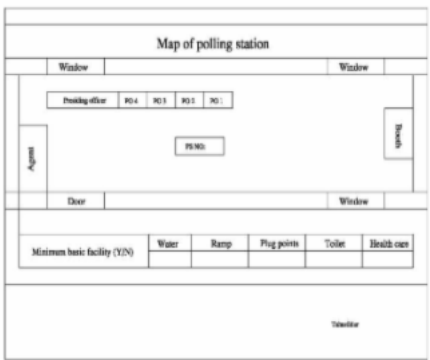 Map of polling station
Window Window
Presiding officer PO 4 PO 3 PO 2 PO 1
Booth
PS NO:
Agent
Door Window
Minimum basic facility (Y/N) Water Ramp Plug points Toilet Health care